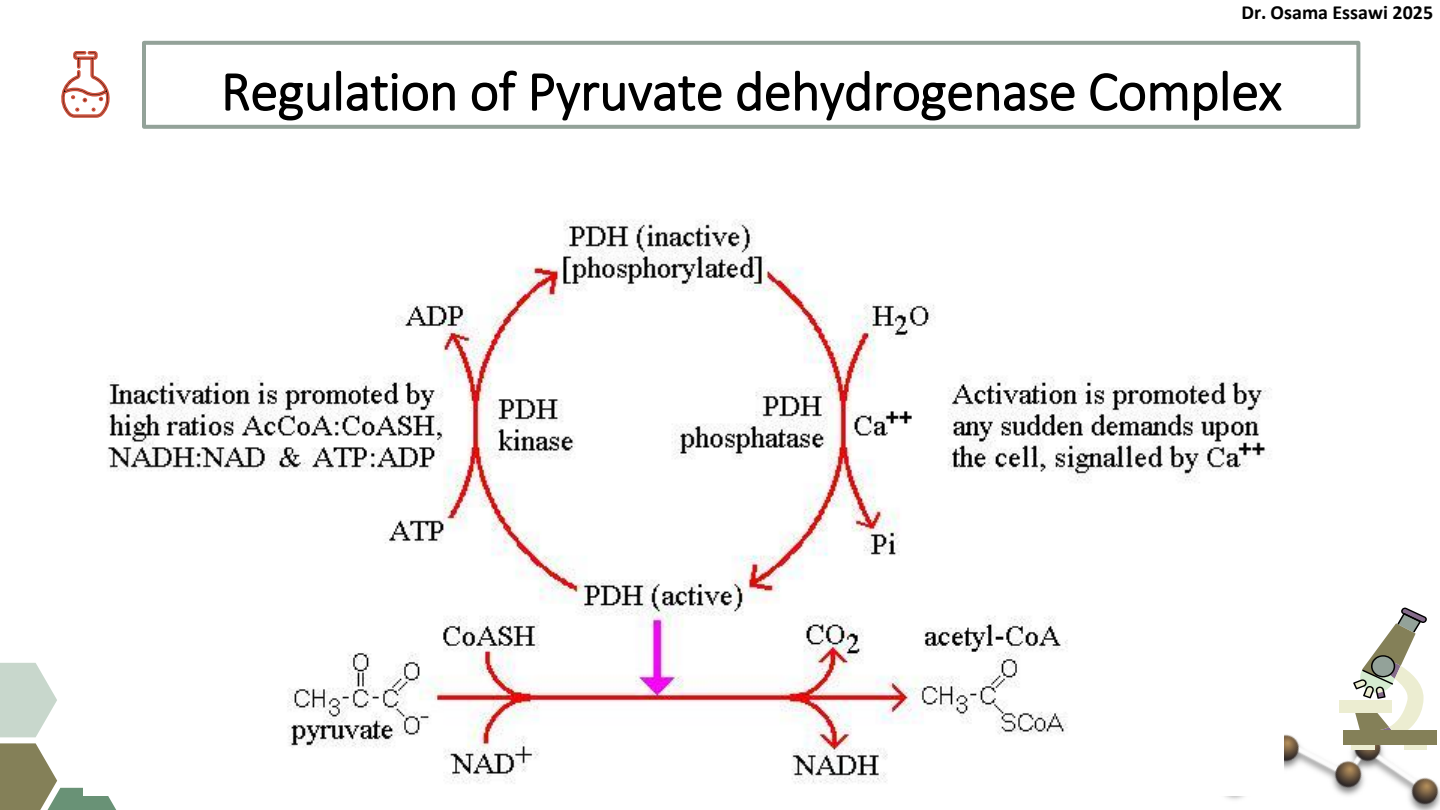 Dr. Osama Essawi 2025
Regulation of Pyruvate dehydrogenase Complex
PDH (inactive)
[phosphorylated]
ADP
H2O
Inactivation is promoted by
high ratios AcCoA:CoASH,
NADH:NAD & ATP:ADP
PDH
kinase
PDH
phosphatase
Ca++
Activation is promoted by
any sudden demands upon
the cell, signalled by Ca++
ATP
Pi
PDH (active)
CoASH
CO2
acetyl-CoA
O
O
CH3-C-C
O-
pyruvate
O
CH3-C
SCoA
NAD+
NADH